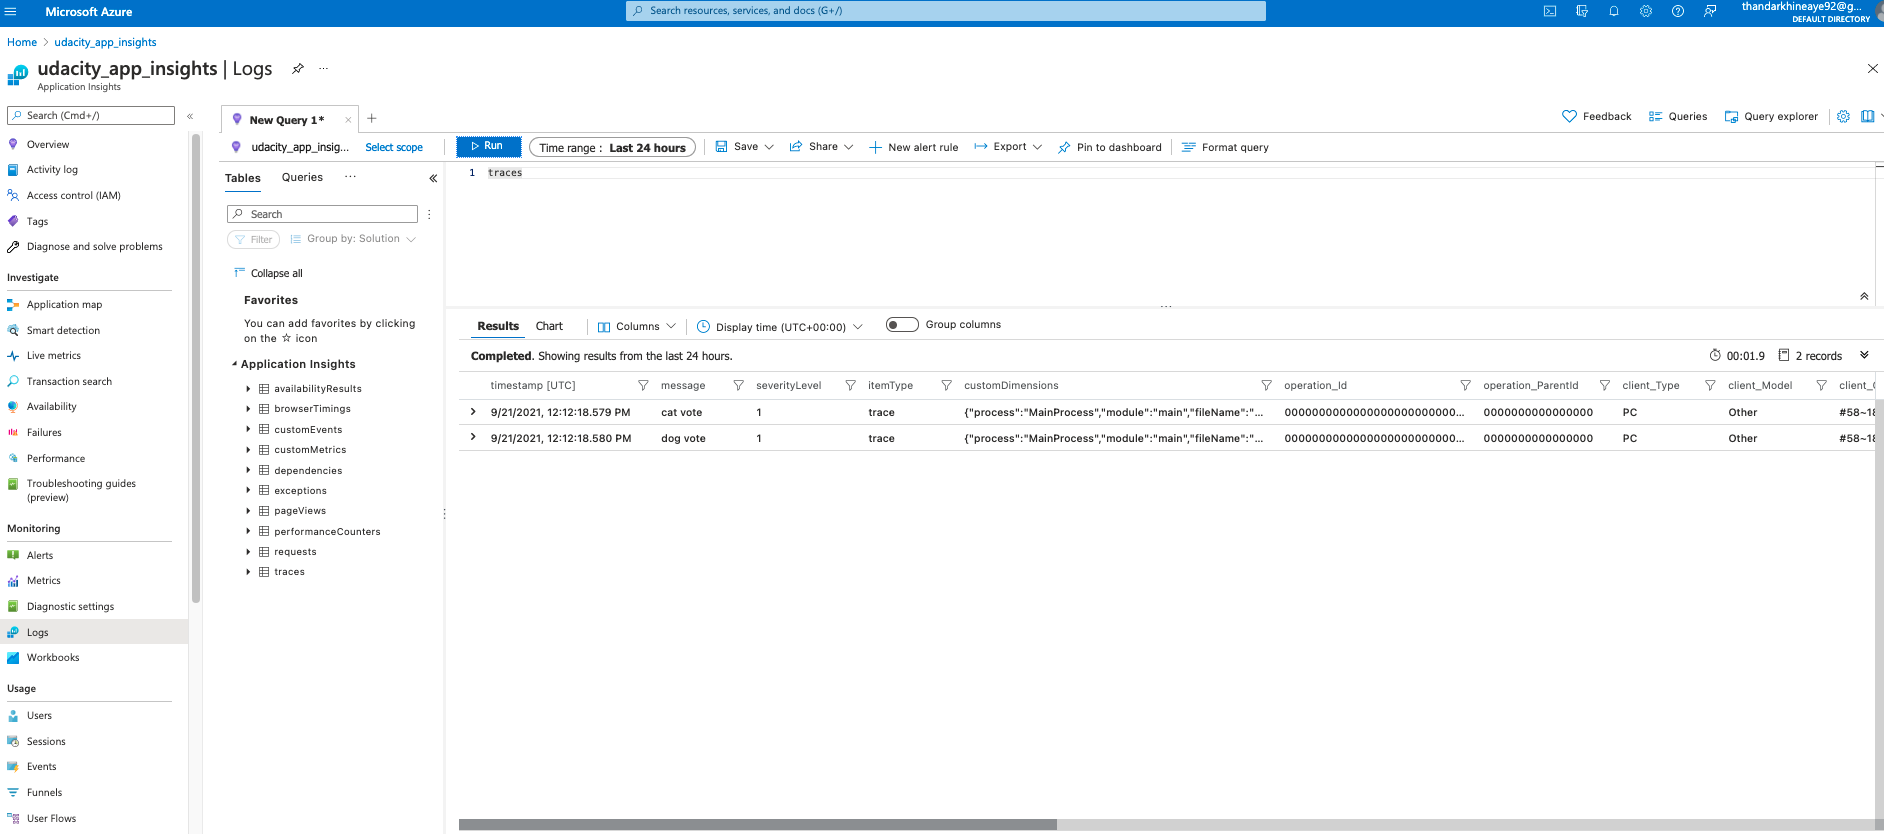 Microsoft Azure
Search resources, services, and docs (G+/)
thandarkhineaye92@g...
DEFAULT DIRECTORY
Home > udacity_app_insights
udacity_app_insights | Logs ...
Application Insights
Search (Cmd+/)
«
Overview
Activity log
Access control (IAM)
Tags
Diagnose and solve problems
Investigate
Application map
Smart detection
Live metrics
Transaction search
Availability
Failures
Performance
Troubleshooting guides
(preview)
Monitoring
Alerts
Metrics
Diagnostic settings
Logs
Workbooks
Usage
Users
Sessions
Events
Funnels
User Flows
New Query 1* × +
Feedback Queries Query explorer
udacity_app_insig... Select scope Run Time range : Last 24 hours Save Share New alert rule Export Pin to dashboard Format query
Tables Queries ... «
Search
Filter Group by: Solution
Collapse all
Favorites
You can add favorites by clicking
on the ☆ icon
Application Insights
availabilityResults
browserTimings
customEvents
customMetrics
dependencies
exceptions
pageViews
performanceCounters
requests
traces
1 traces
Results Chart Columns Display time (UTC+00:00) Group columns
Completed. Showing results from the last 24 hours. 00:01.9 2 records
timestamp [UTC] message severityLevel itemType customDimensions operation_Id operation_ParentId client_Type client_Model
9/21/2021, 12:12:18.579 PM cat vote 1 trace {"process":"MainProcess","module":"main","fileName":"... 00000000000000000000000000... 0000000000000000 PC Other #58~18
9/21/2021, 12:12:18.580 PM dog vote 1 trace {"process":"MainProcess","module":"main","fileName":"... 00000000000000000000000000... 0000000000000000 PC Other #58~18